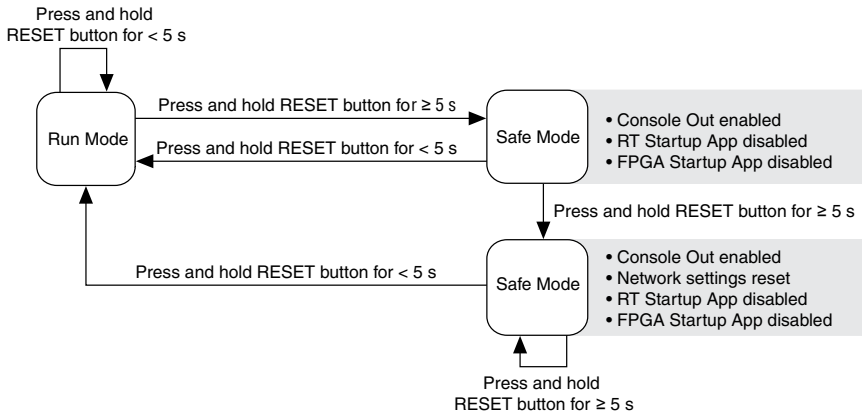 Press and hold
RESET button for < 5 s
Run Mode
Press and hold RESET button for ≥ 5 s
Press and hold RESET button for < 5 s
Safe Mode
• Console Out enabled
• RT Startup App disabled
• FPGA Startup App disabled
Press and hold RESET button for ≥ 5 s
Press and hold RESET button for < 5 s
Safe Mode
• Console Out enabled
• Network settings reset
• RT Startup App disabled
• FPGA Startup App disabled
Press and hold
RESET button for ≥ 5 s